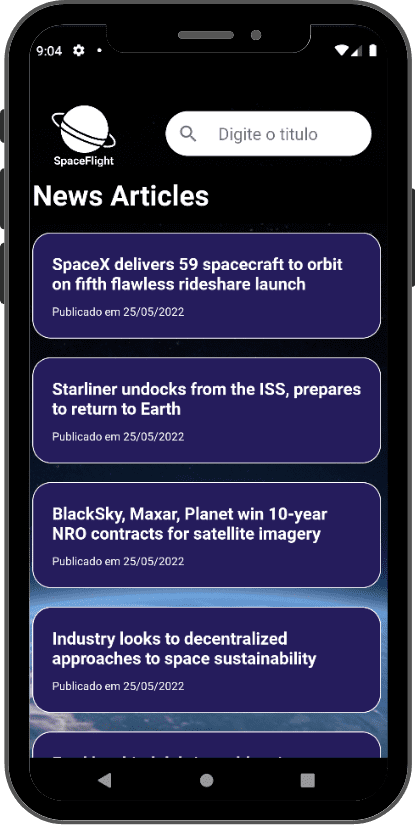 9:04
Digite o titulo
SpaceFlight
News Articles
SpaceX delivers 59 spacecraft to orbit
on fifth flawless rideshare launch
Publicado em 25/05/2022
Starliner undocks from the ISS, prepares
to return to Earth
Publicado em 25/05/2022
BlackSky, Maxar, Planet win 10-year
NRO contracts for satellite imagery
Publicado em 25/05/2022
Industry looks to decentralized
approaches to space sustainability
Publicado em 25/05/2022